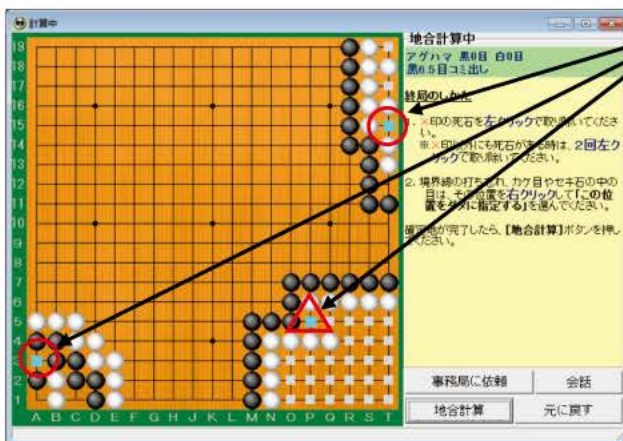 計算中
地合計算中
アゲハマ 黒0目 白0目
黒6.5目コミ出し
終局のしかた
1. ×印の死石を左クリックで取り除いてくださ
い。
※×印以外にも死石がある時は、2回左ク
リックで取り除いてください。
2. 境界線の打ち忘れ、カケ目やセキ石の中の
目は、その位置を右クリックして「この位
置をダメに指定する」を選んでください。
確定地が完了したら、【地合計算】ボタンを押し
てください。
事務局に依頼
会話
地合計算
元に戻す
19
18
17
16
15
14
13
12
11
10
9
8
7
6
5
4
3
2
1
A B C D E F G H J K L M N O P Q R S T